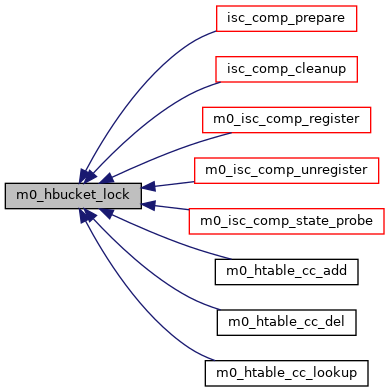 isc_comp_prepare
isc_comp_cleanup
m0_isc_comp_register
m0_isc_comp_unregister
m0_hbucket_lock
m0_isc_comp_state_probe
m0_htable_cc_add
m0_htable_cc_del
m0_htable_cc_lookup